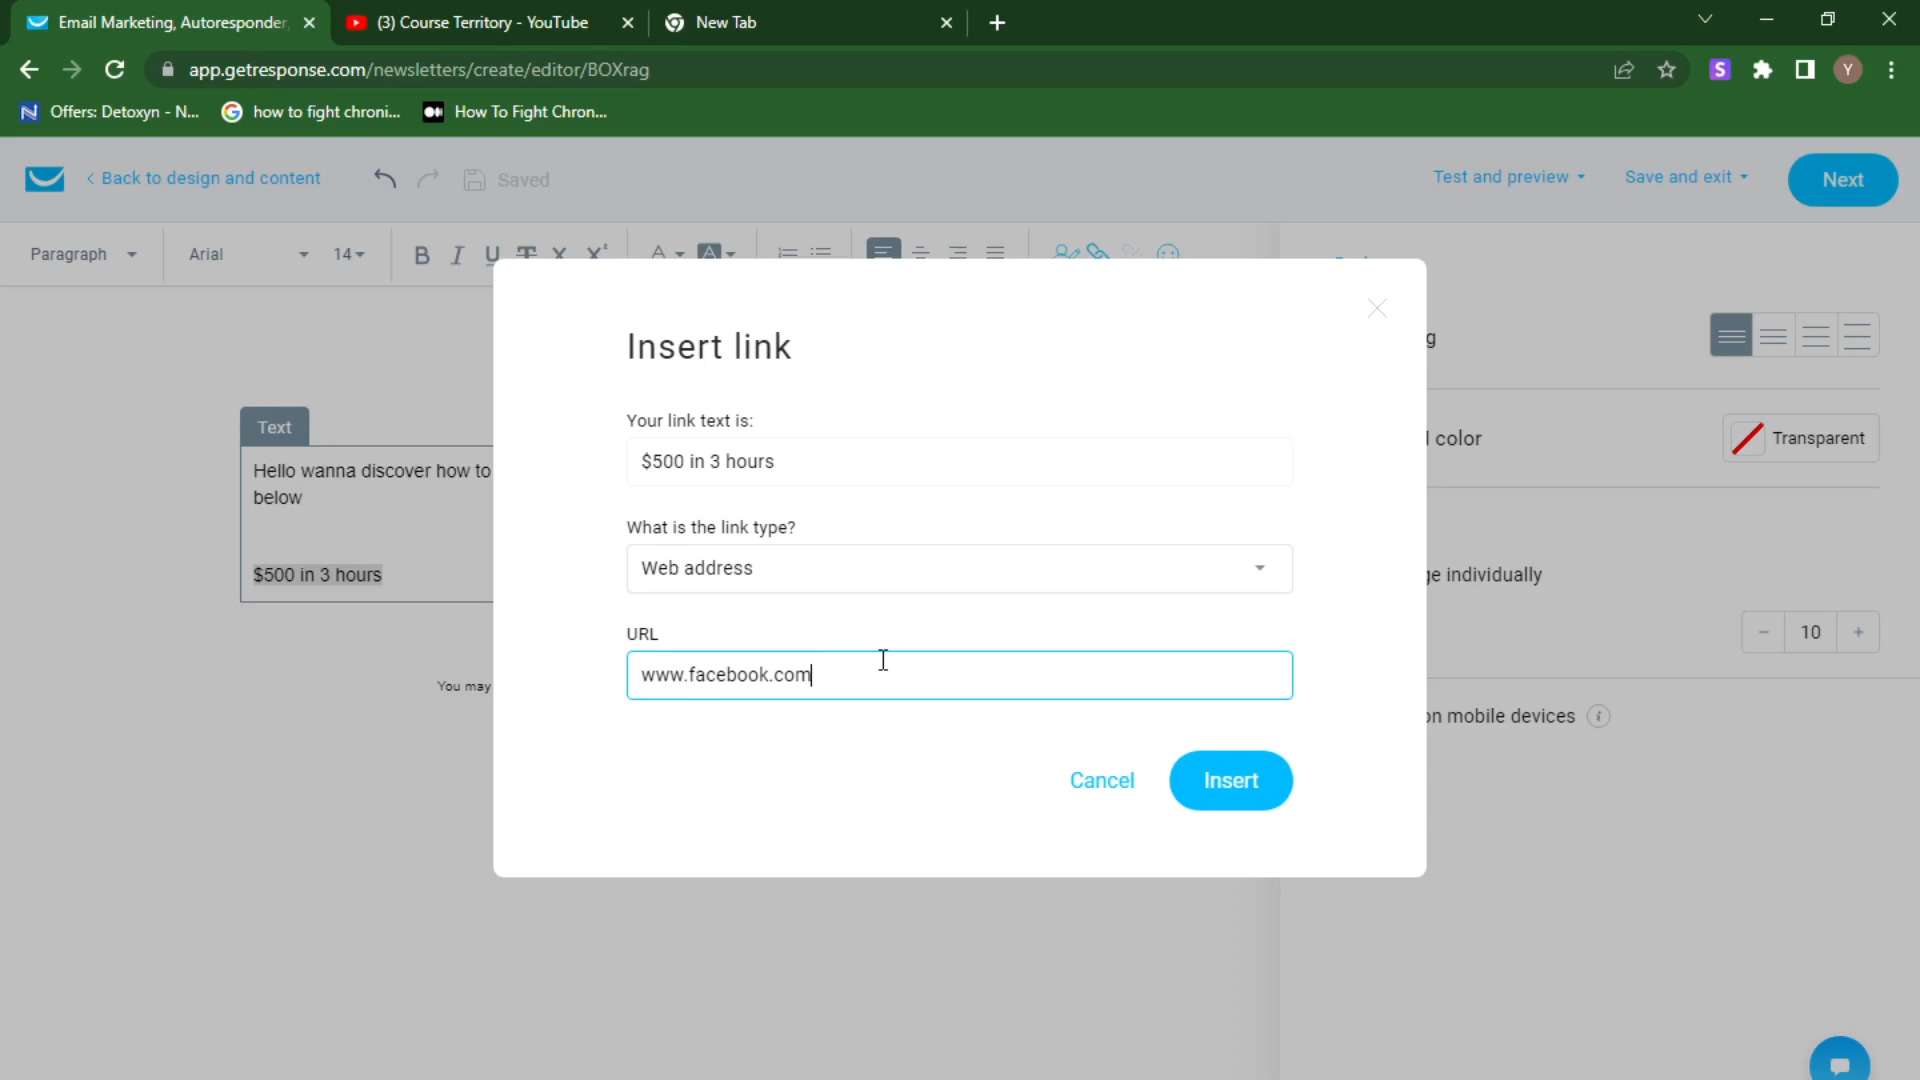 Email Marketing, Autoresponder,
(3) Course Territory - YouTube
New Tab
app.getresponse.com/newsletters/create/editor/BOXrag
S
Y
Offers: Detoxyn - N...
how to fight chroni...
How To Fight Chron...
< Back to design and content
Saved
Test and preview
Save and exit
Next
Paragraph
Arial
14
Insert link
Your link text is:
$500 in 3 hours
What is the link type?
Web address
URL
www.facebook.com
Cancel
Insert
Text
Hello wanna discover how to
below
$500 in 3 hours
You may
g
color
Transparent
ge individually
10
on mobile devices